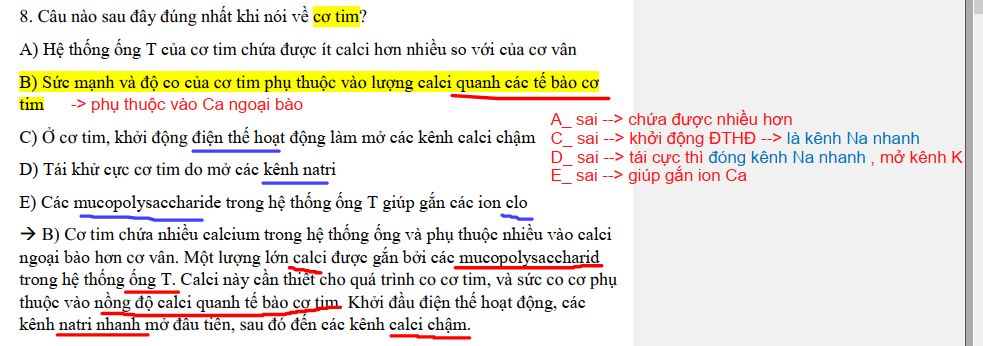 8. Câu nào sau đây đúng nhất khi nói về cơ tim?
A) Hệ thống ống T của cơ tim chứa được ít calci hơn nhiều so với của cơ vân
B) Sức mạnh và độ co của cơ tim phụ thuộc vào lượng calci quanh các tế bào cơ
tim -> phụ thuộc vào Ca ngoại bào
C) Ở cơ tim, khởi động điện thế hoạt động làm mở các kênh calci chậm
D) Tái khử cực cơ tim do mở các kênh natri
E) Các mucopolysaccharide trong hệ thống ống T giúp gắn các ion clo
A_ sai --> chứa được nhiều hơn
C_ sai --> khởi động ĐTHĐ --> là kênh Na nhanh
D_ sai --> tái cực thì đóng kênh Na nhanh , mở kênh K
E_ sai --> giúp gắn ion Ca
→ B) Cơ tim chứa nhiều calcium trong hệ thống ống và phụ thuộc nhiều vào calci
ngoại bào hơn cơ vân. Một lượng lớn calci được gắn bởi các mucopolysaccharid
trong hệ thống ống T. Calci này cần thiết cho quá trình co cơ tim, và sức co cơ phụ
thuộc vào nồng độ calci quanh tế bào cơ tim. Khởi đầu điện thế hoạt động, các
kênh natri nhanh mở đầu tiên, sau đó đến các kênh calci chậm.